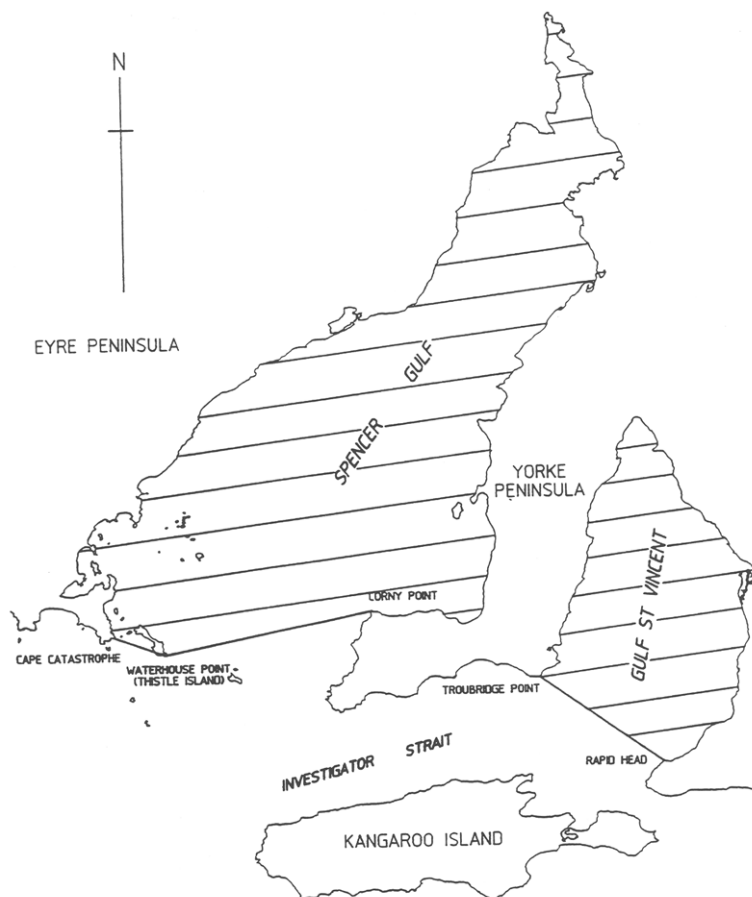 N
EYRE PENINSULA
SPENCER GULF
YORKE
PENINSULA
GULF ST VINCENT
CORNY POINT
CAPE CATASTROPHE
WATERHOUSE POINT
(THISTLE ISLAND)
TROUBRIDGE POINT
INVESTIGATOR STRAIT
RAPID HEAD
KANGAROO ISLAND